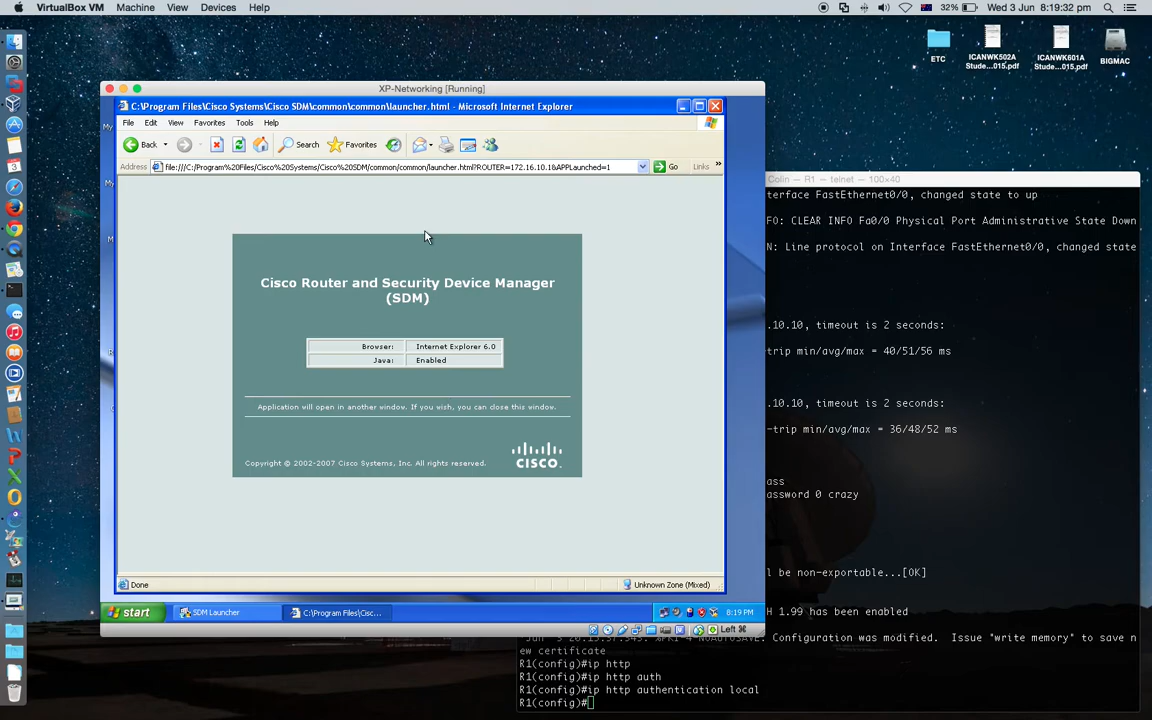 VirtualBox VM Machine View Devices Help
32% Wed 3 Jun 8:19:32 pm
ETC
ICANWK502A
Stude...015.pdf
ICANWK601A
Stude...015.pdf
BIGMAC
XP-Networking [Running]
C:\Program Files\Cisco Systems\Cisco SDM\common\common\launcher.html - Microsoft Internet Explorer
File Edit View Favorites Tools Help
Back Search Favorites
Address file:///C:/Program%20Files/Cisco%20Systems/Cisco%20SDM/common/common/launcher.html?ROUTER=172.16.10.1&APPLaunched=1 Go Links »
Cisco Router and Security Device Manager
(SDM)
Browser: Internet Explorer 6.0
Java: Enabled
Application will open in another window. If you wish, you can close this window.
Copyright © 2002-2007 Cisco Systems, Inc. All rights reserved.
CISCO.
Done Unknown Zone (Mixed)
start SDM Launcher C:\Program Files\Cisc... 8:19 PM
Left ⌘
Colin — R1 — telnet — 100×40
terface FastEthernet0/0, changed state to up
FO: CLEAR INFO Fa0/0 Physical Port Administrative State Down
N: Line protocol on Interface FastEthernet0/0, changed state
.10.10, timeout is 2 seconds:
-trip min/avg/max = 40/51/56 ms
.10.10, timeout is 2 seconds:
-trip min/avg/max = 36/48/52 ms
ass
assword 0 crazy
l be non-exportable...[OK]
H 1.99 has been enabled
Configuration was modified. Issue "write memory" to save n
ew certificate
R1(config)#ip http
R1(config)#ip http auth
R1(config)#ip http authentication local
R1(config)#